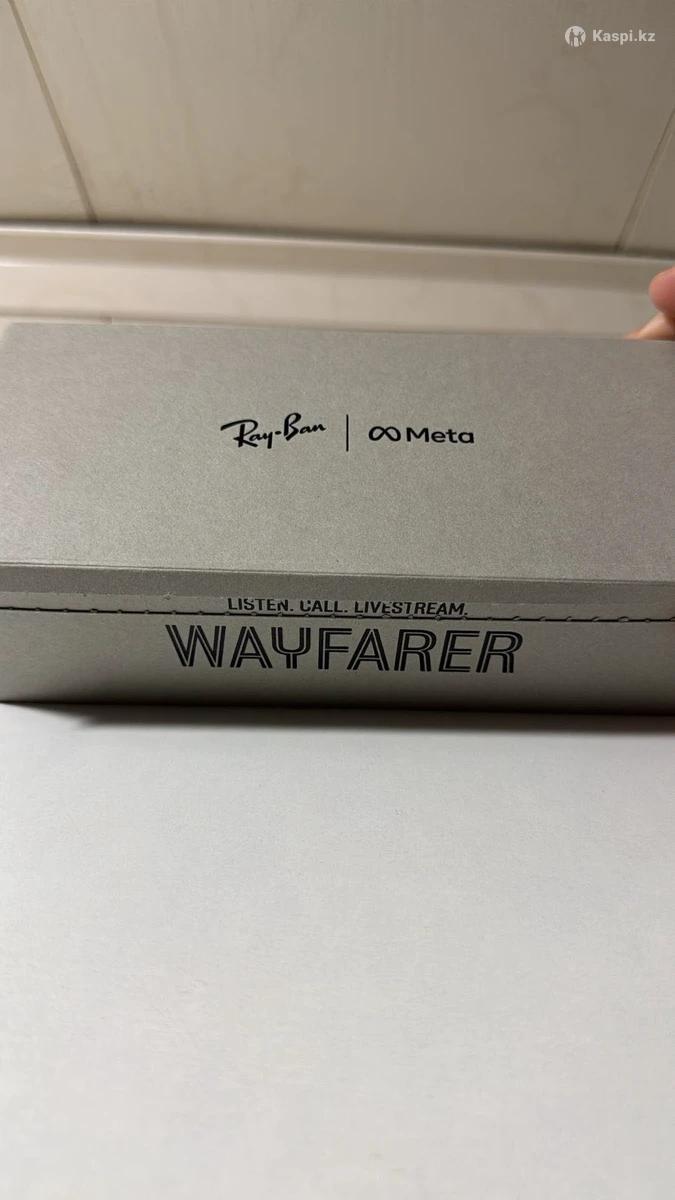 Kaspi.kz
Ray-Ban | Meta
LISTEN. CALL. LIVESTREAM.
WAYFARER